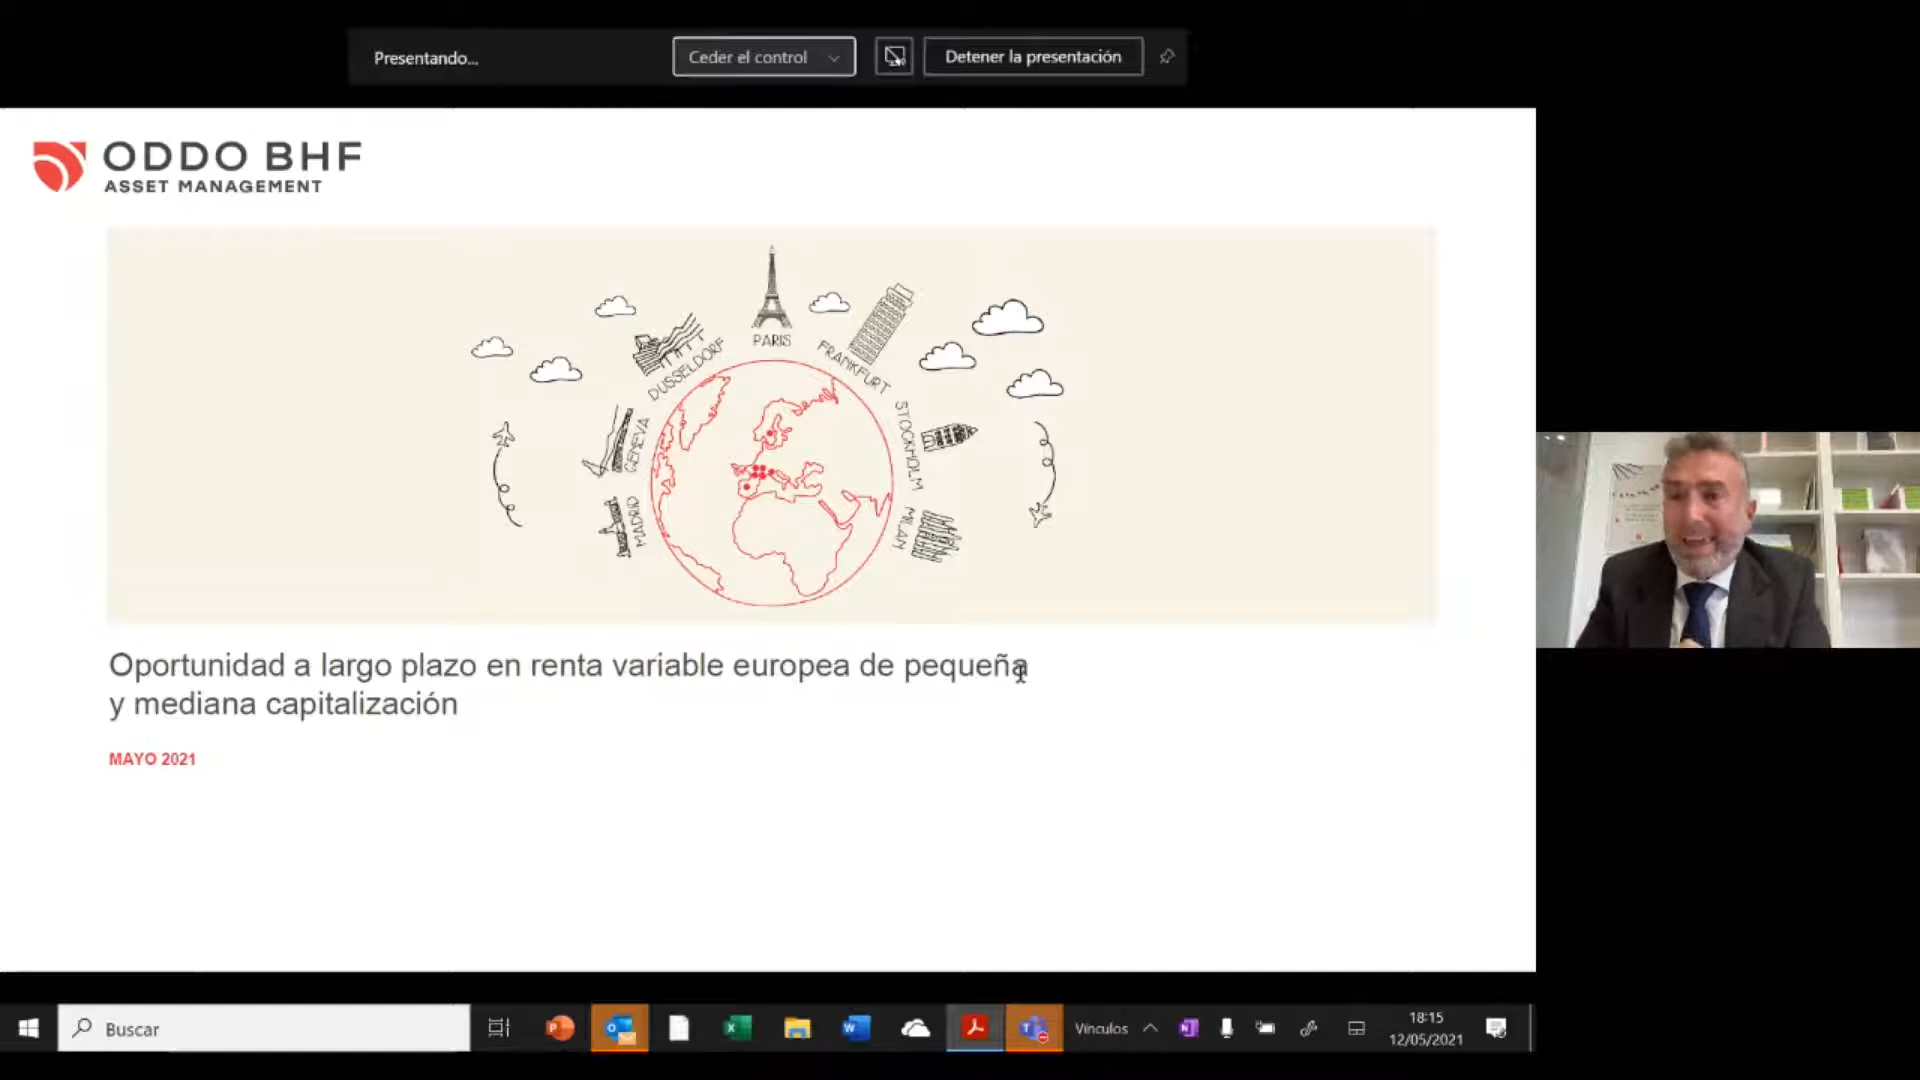 Presentando...
Ceder el control
Detener la presentación
ODDO BHF
ASSET MANAGEMENT
PARIS
DUSSELDORF
FRANKFURT
GENEVA
STOCKHOLM
MADRID
MILAN
Oportunidad a largo plazo en renta variable europea de pequeña
y mediana capitalización
MAYO 2021
Buscar
Vínculos
18:15
12/05/2021